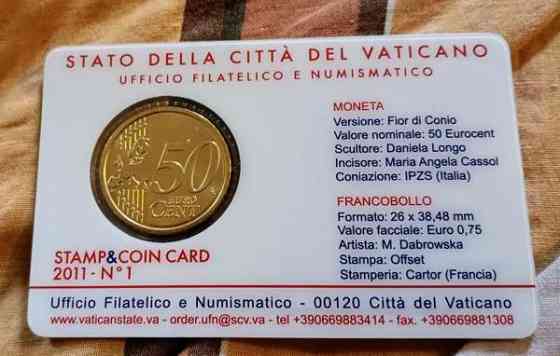 STATO DELLA CITTÀ DEL VATICANO
UFFICIO FILATELICO E NUMISMATICO
50
EURO
CENT
MONETA
Versione: Fior di Conio
Valore nominale: 50 Eurocent
Scultore: Daniela Longo
Incisore: Maria Angela Cassol
Coniazione: IPZS (Italia)
FRANCOBOLLO
Formato: 26 x 38,48 mm
Valore facciale: Euro 0,75
Artista: M. Dabrowska
Stampa: Offset
Stamperia: Cartor (Francia)
STAMP&COIN CARD
2011 - N° 1
Ufficio Filatelico e Numismatico - 00120 Città del Vaticano
www.vaticanstate.va - order.ufn@scv.va - tel +390669883414 - fax. +390669881308